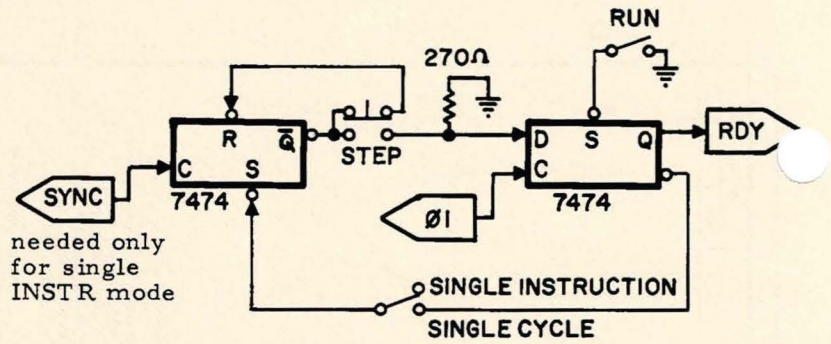 RUN
270Ω
R
Q̅
STEP
C
S
7474
SYNC
needed only
for single
INSTR mode
D
S
Q
C
7474
RDY
Ø1
SINGLE INSTRUCTION
SINGLE CYCLE